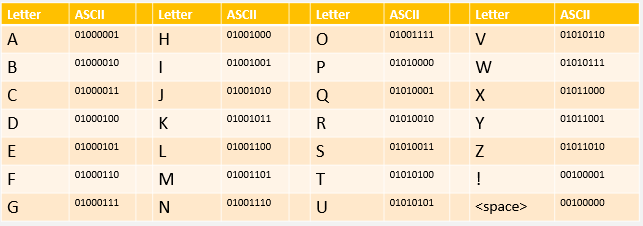 Letter ASCII Letter ASCII Letter ASCII Letter ASCII
A 01000001 H 01001000 O 01001111 V 01010110
B 01000010 I 01001001 P 01010000 W 01010111
C 01000011 J 01001010 Q 01010001 X 01011000
D 01000100 K 01001011 R 01010010 Y 01011001
E 01000101 L 01001100 S 01010011 Z 01011010
F 01000110 M 01001101 T 01010100 ! 00100001
G 01000111 N 01001110 U 01010101 <space> 00100000